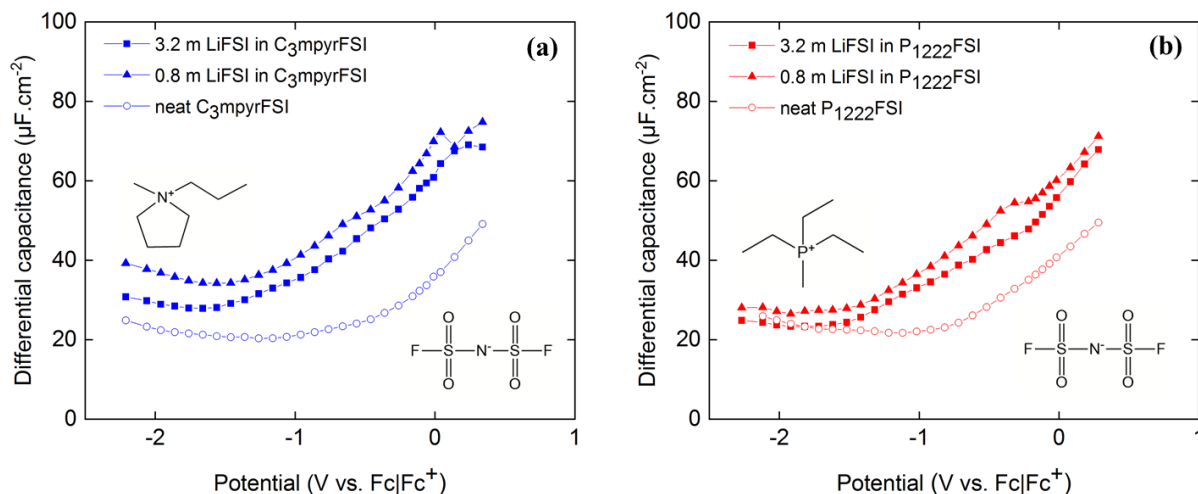 (a)
3.2 m LiFSI in C3mpyrFSI
0.8 m LiFSI in C3mpyrFSI
neat C3mpyrFSI
Differential capacitance (µF.cm-2)
100
80
60
40
20
0
-2
-1
0
1
Potential (V vs. Fc|Fc+)
N+
O O
F S N- S F
O O
(b)
3.2 m LiFSI in P1222FSI
0.8 m LiFSI in P1222FSI
neat P1222FSI
Differential capacitance (µF.cm-2)
100
80
60
40
20
0
-2
-1
0
1
Potential (V vs. Fc|Fc+)
P+
O O
F S N- S F
O O